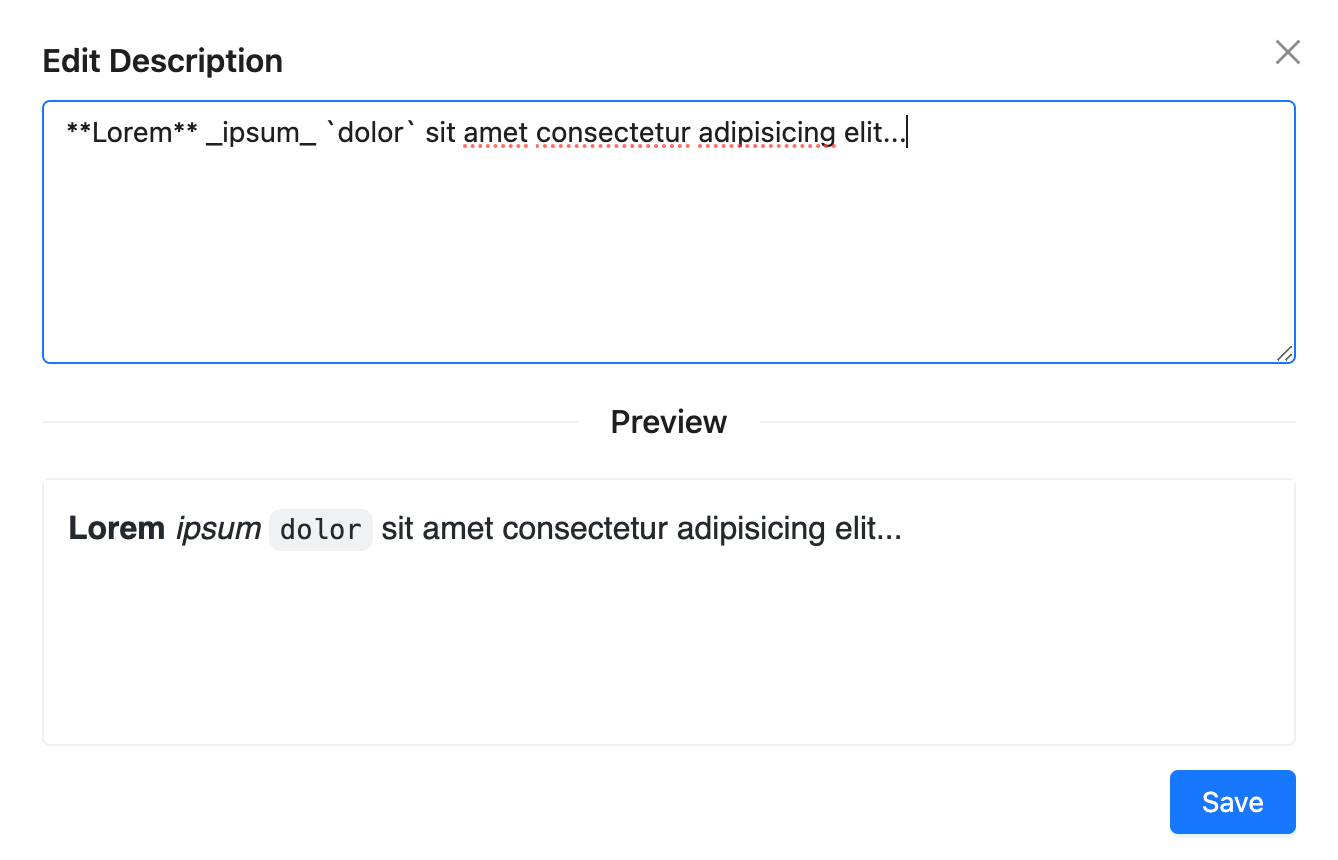 Edit Description
**Lorem** _ipsum_ `dolor` sit amet consectetur adipisicing elit...
Preview
Lorem ipsum dolor sit amet consectetur adipisicing elit...
Save